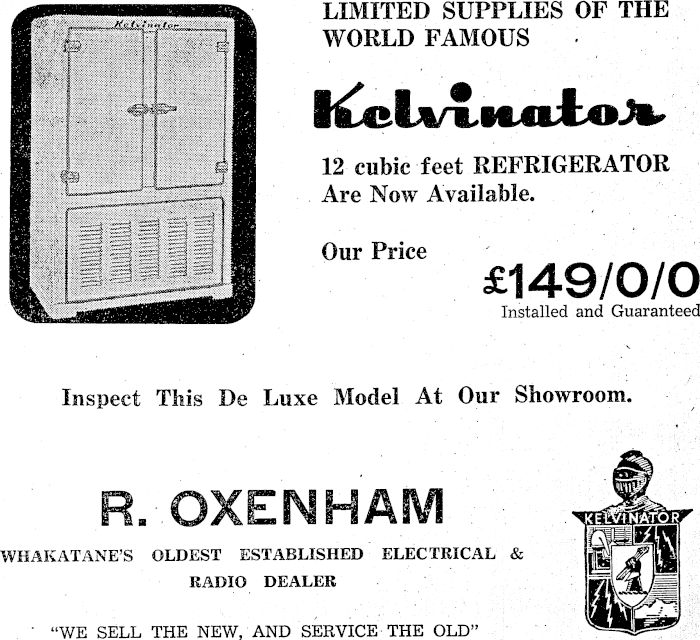 Kelvinator
LIMITED SUPPLIES OF THE
WORLD FAMOUS
Kelvinator
12 cubic feet REFRIGERATOR
Are Now Available.
Our Price
£149/0/0
Installed and Guaranteed
Inspect This De Luxe Model At Our Showroom.
R. OXENHAM
WHAKATANE'S OLDEST ESTABLISHED ELECTRICAL &
RADIO DEALER
"WE SELL THE NEW, AND SERVICE THE OLD"
KELVINATOR